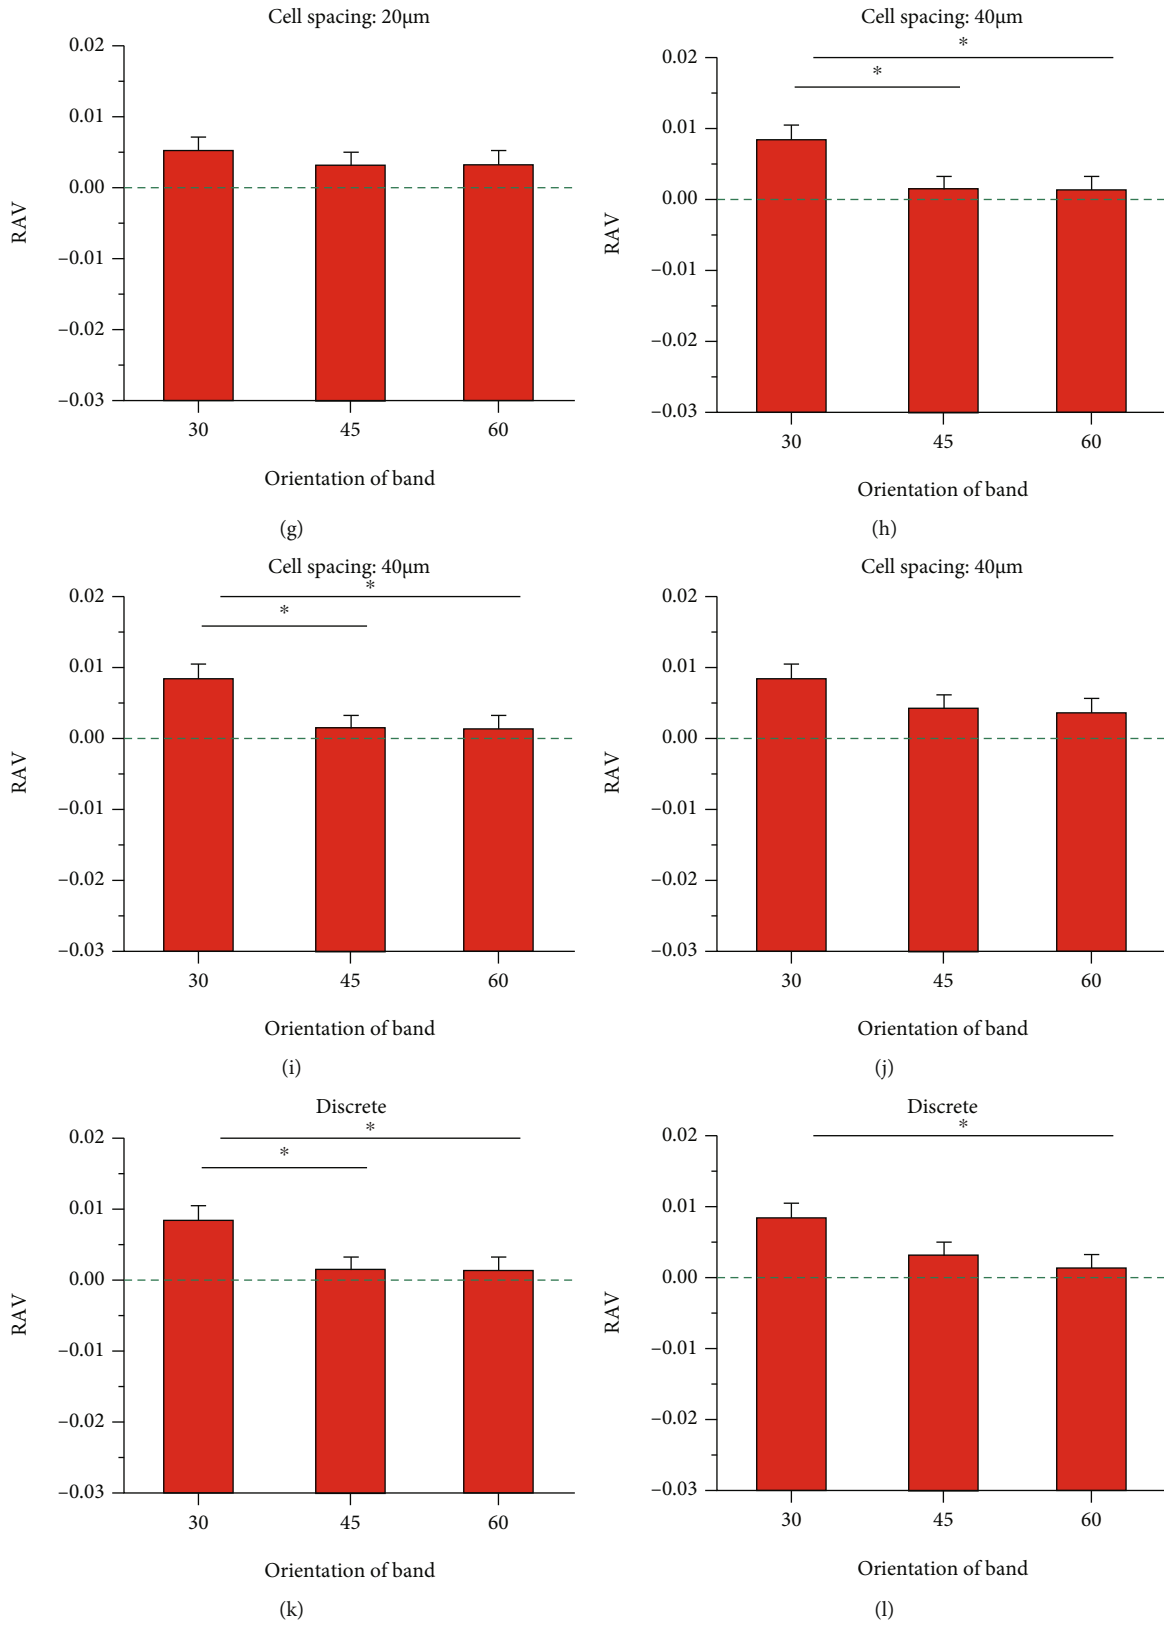 Cell spacing: 20μm
0.02
0.01
0.00
−0.01
−0.02
−0.03
RAV
30 45 60
Orientation of band
(g)
Cell spacing: 40μm
*
*
0.02
0.01
0.00
−0.01
−0.02
−0.03
RAV
30 45 60
Orientation of band
(h)
Cell spacing: 40μm
*
*
0.02
0.01
0.00
−0.01
−0.02
−0.03
RAV
30 45 60
Orientation of band
(i)
Cell spacing: 40μm
0.02
0.01
0.00
−0.01
−0.02
−0.03
RAV
30 45 60
Orientation of band
(j)
Discrete
*
*
0.02
0.01
0.00
−0.01
−0.02
−0.03
RAV
30 45 60
Orientation of band
(k)
Discrete
*
0.02
0.01
0.00
−0.01
−0.02
−0.03
RAV
30 45 60
Orientation of band
(l)